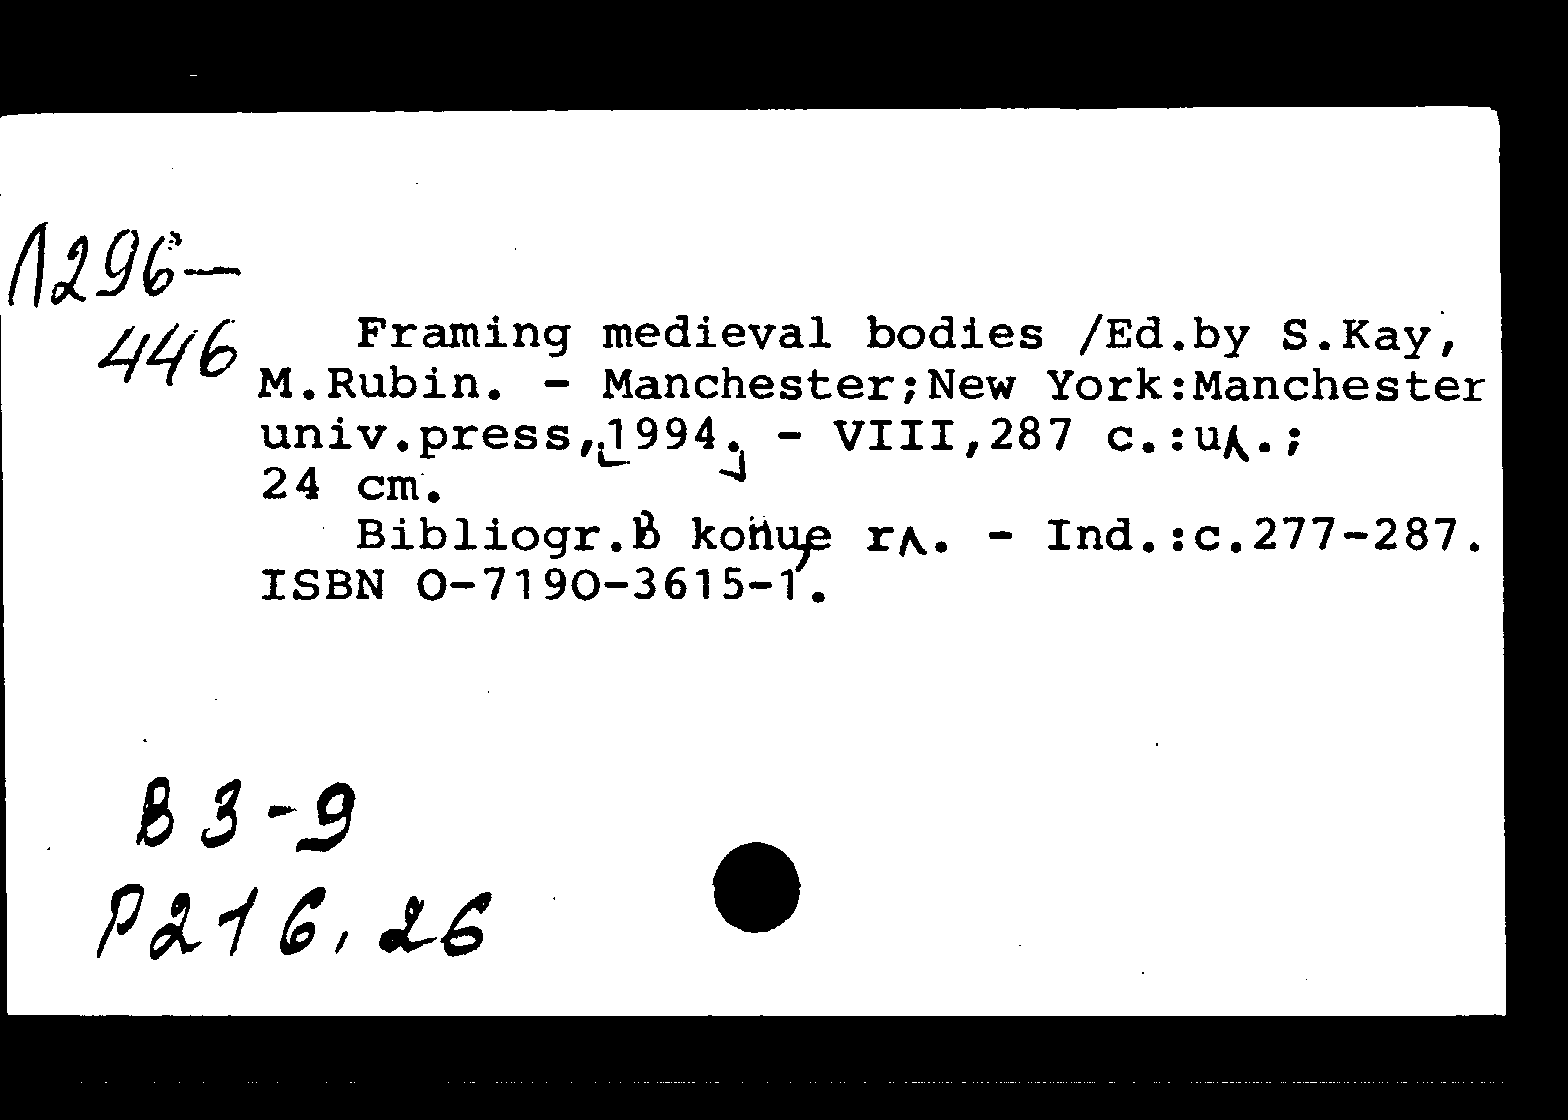 Л296—
446
Framing medieval bodies /Ed.by S.Kay,
M.Rubin. - Manchester;New York:Manchester
univ.press,[1994]. - VIII,287 с.:ил.;
24 cm.
Bibliogr.в конце гл. - Ind.:с.277-287.
ISBN 0-7190-3615-1.
В 3-9
Р216,26